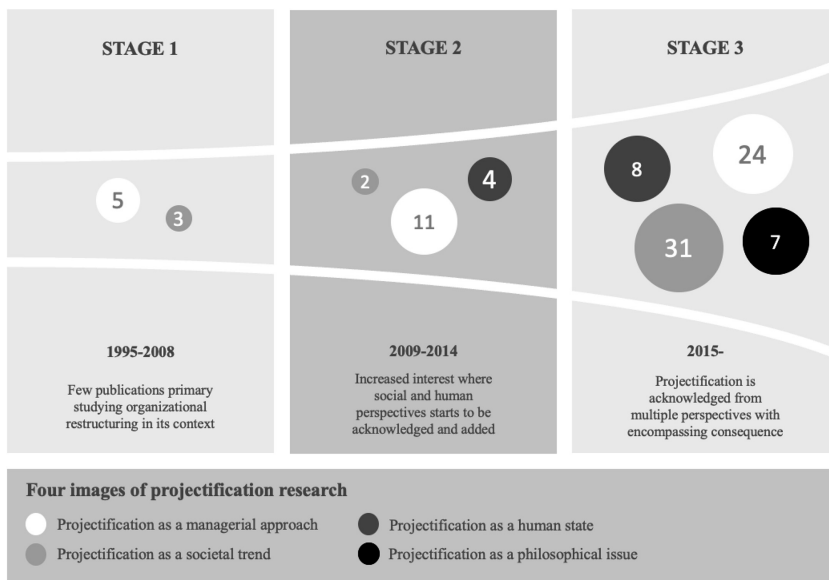 STAGE 1
5
3
1995-2008
Few publications primary
studying organizational
restructuring in its context
STAGE 2
2
4
11
2009-2014
Increased interest where
social and human
perspectives starts to be
acknowledged and added
STAGE 3
8
24
31
7
2015-
Projectification is
acknowledged from
multiple perspectives with
encompassing consequence
Four images of projectification research
Projectification as a managerial approach
Projectification as a societal trend
Projectification as a human state
Projectification as a philosophical issue